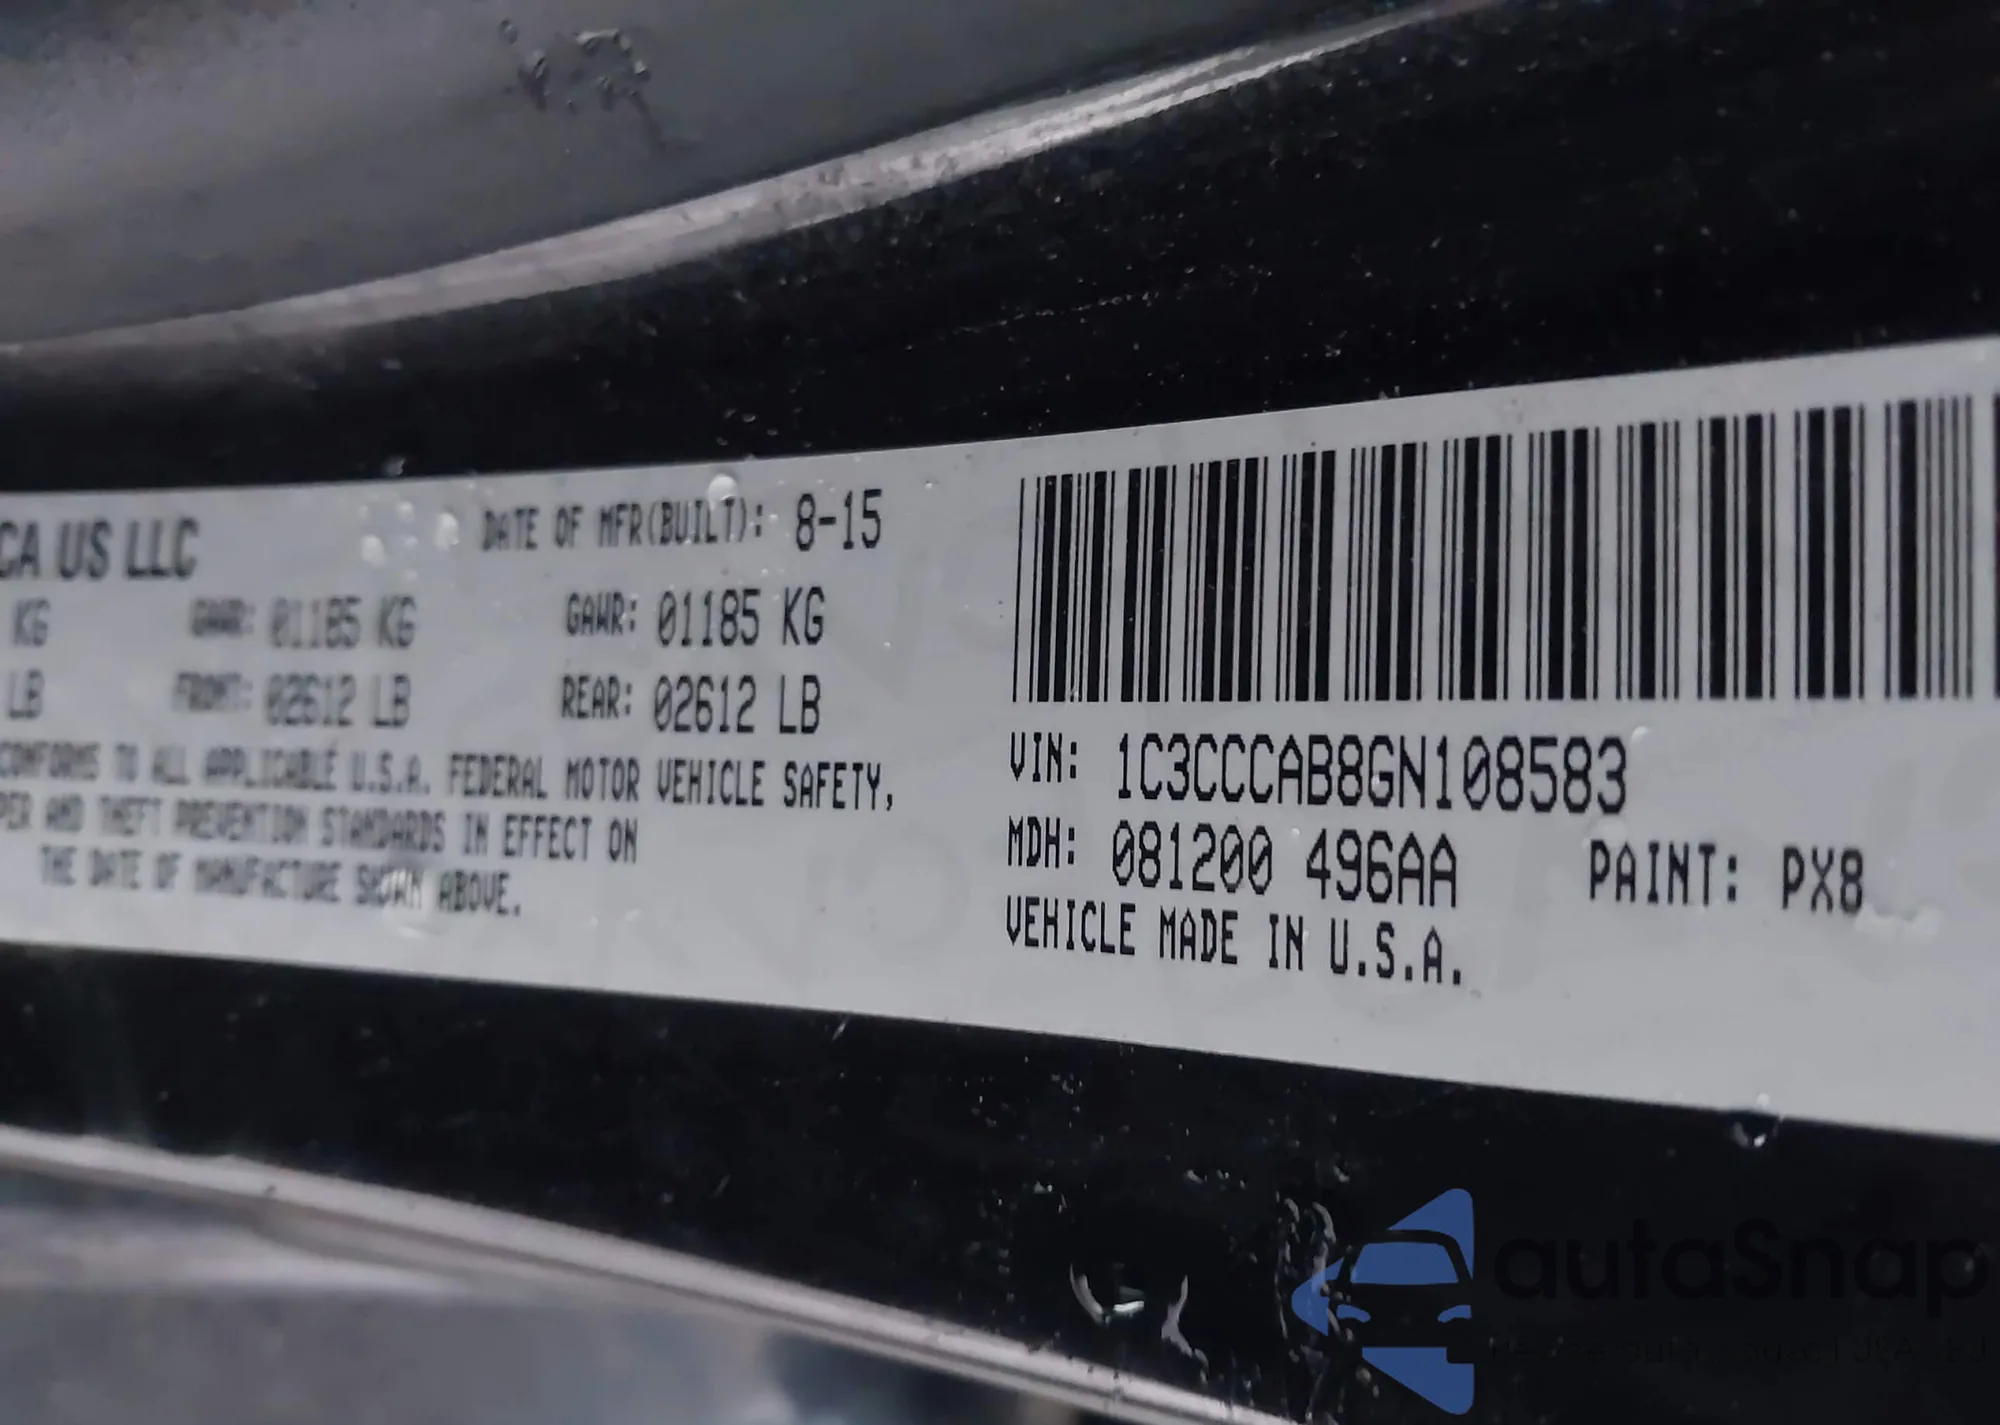 CA US LLC
DATE OF MFR(BUILT): 8-15
KG GAWR: 01185 KG GAWR: 01185 KG
LB FRONT: 02612 LB REAR: 02612 LB
CONFORMS TO ALL APPLICABLE U.S.A. FEDERAL MOTOR VEHICLE SAFETY,
PER AND THEFT PREVENTION STANDARDS IN EFFECT ON
THE DATE OF MANUFACTURE SHOWN ABOVE.
VIN: 1C3CCCAB8GN108583
MDH: 081200 496AA PAINT: PX8
VEHICLE MADE IN U.S.A.
autaSnap